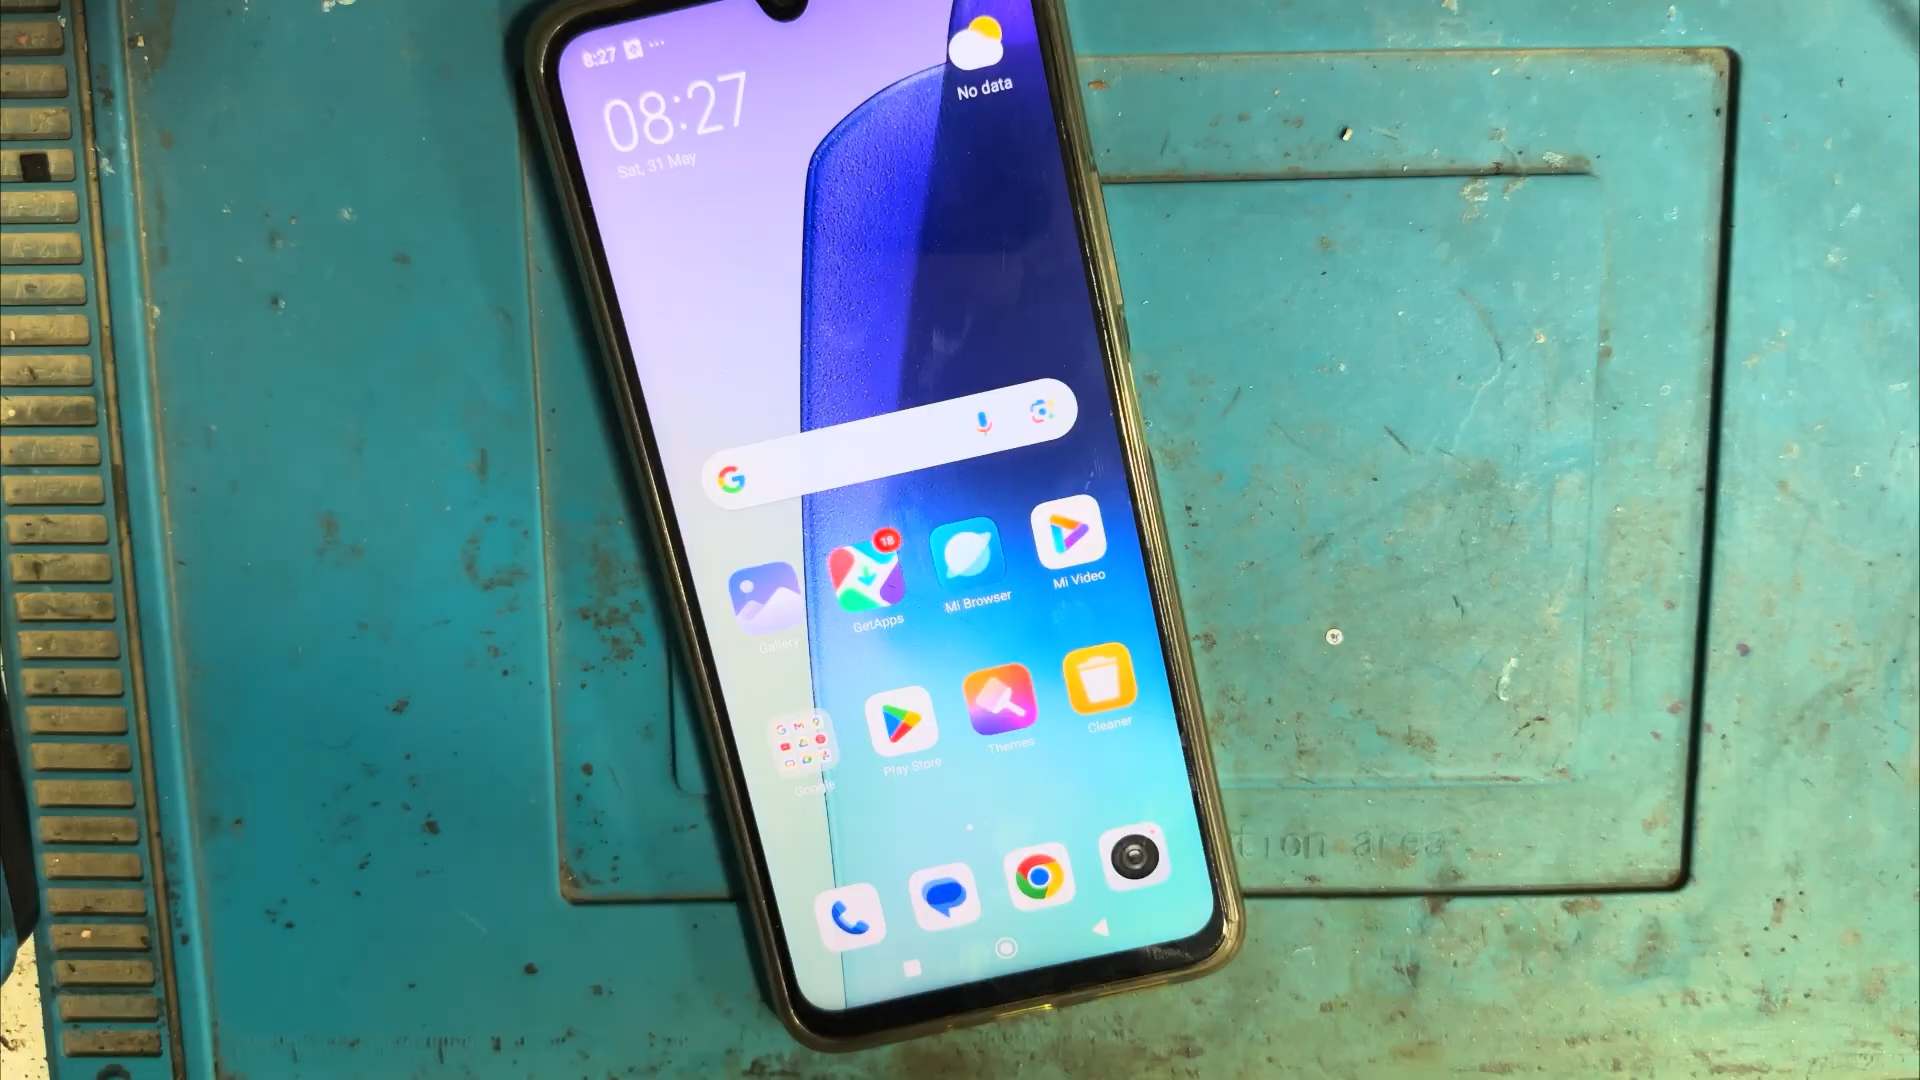 8:27
08:27
Sat, 31 May
No data
18
Gallery
GetApps
Mi Browser
Mi Video
Google
Play Store
Themes
Cleaner
area